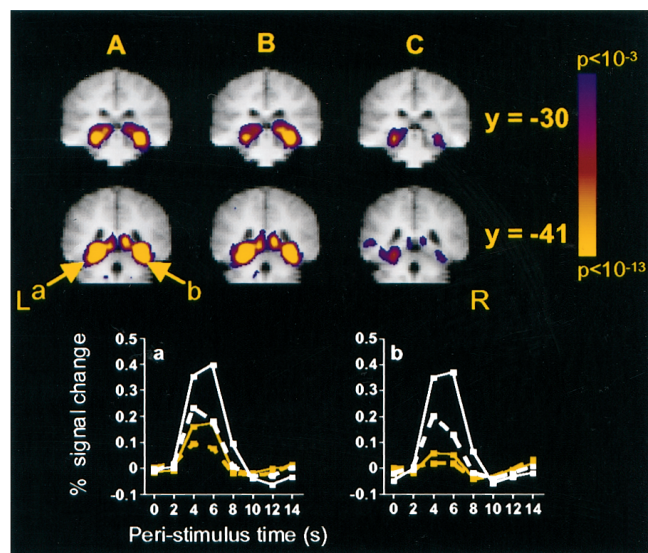 A B C
p<10-3
y = -30
y = -41
p<10-13
L a b R
a b
0.5 0.5
0.4 0.4
0.3 0.3
0.2 0.2
0.1 0.1
0 0
-0.1 -0.1
0 2 4 6 8 10 12 14 0 2 4 6 8 10 12 14
% signal change
Peri-stimulus time (s)